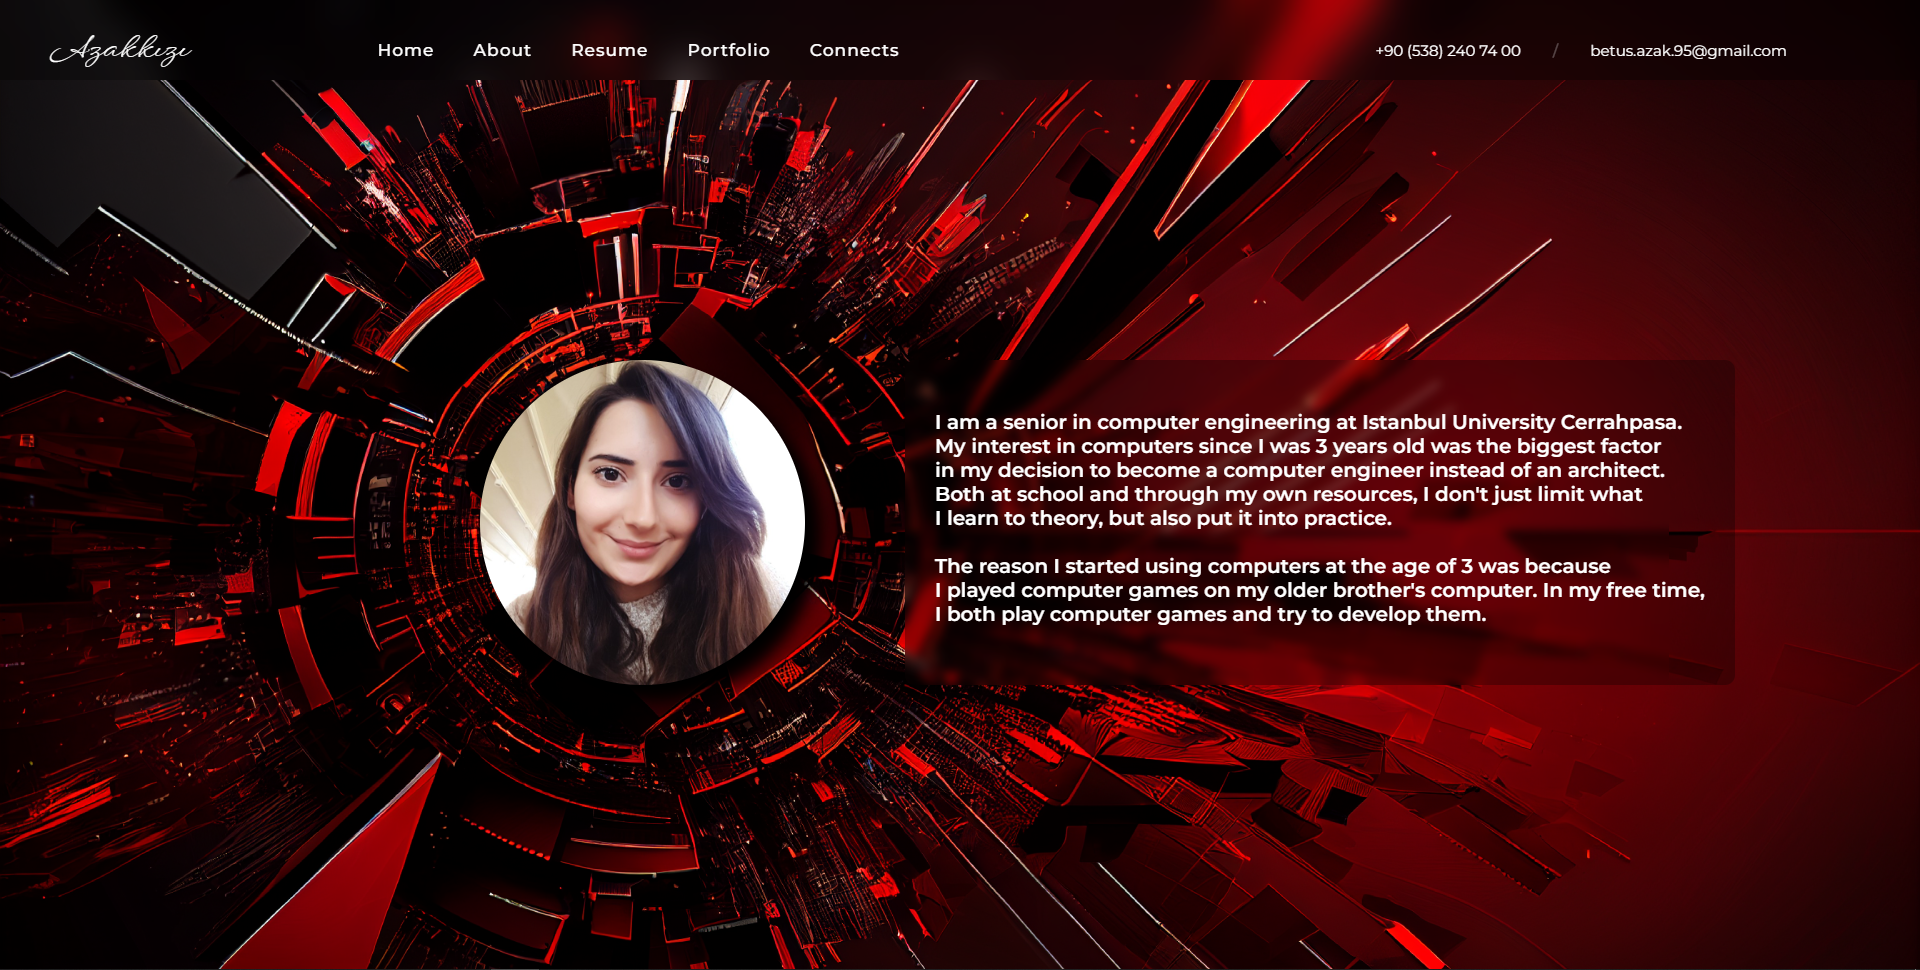 Azakkızı
Home About Resume Portfolio Connects
+90 (538) 240 74 00 / betus.azak.95@gmail.com
I am a senior in computer engineering at Istanbul University Cerrahpasa.
My interest in computers since I was 3 years old was the biggest factor
in my decision to become a computer engineer instead of an architect.
Both at school and through my own resources, I don't just limit what
I learn to theory, but also put it into practice.
The reason I started using computers at the age of 3 was because
I played computer games on my older brother's computer. In my free time,
I both play computer games and try to develop them.